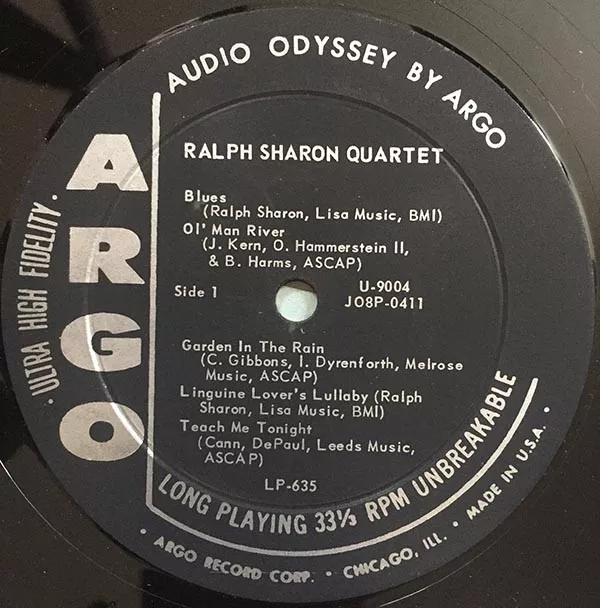 AUDIO ODYSSEY BY ARGO
ARGO
· ULTRA HIGH FIDELITY ·
RALPH SHARON QUARTET
Blues
(Ralph Sharon, Lisa Music, BMI)
Ol' Man River
(J. Kern, O. Hammerstein II,
& B. Harms, ASCAP)
Side 1
U-9004
JO8P-0411
Garden In The Rain
(C. Gibbons, I. Dyrenforth, Melrose
Music, ASCAP)
Linguine Lover's Lullaby (Ralph
Sharon, Lisa Music, BMI)
Teach Me Tonight
(Cann, DePaul, Leeds Music,
ASCAP)
LP-635
LONG PLAYING 33⅓ RPM UNBREAKABLE
· ARGO RECORD CORP. · CHICAGO, ILL. · MADE IN U.S.A. ·